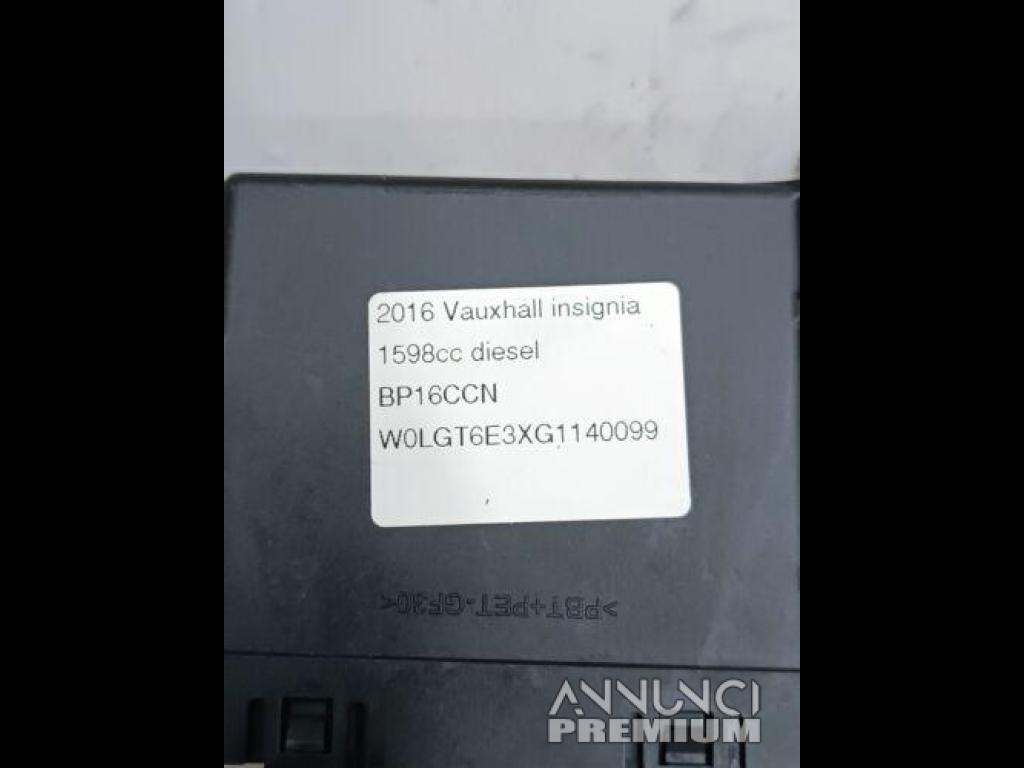 2016 Vauxhall insignia
1598cc diesel
BP16CCN
W0LGT6E3XG1140099
>PBT+PET-GF30<
ANNUNCI
PREMIUM